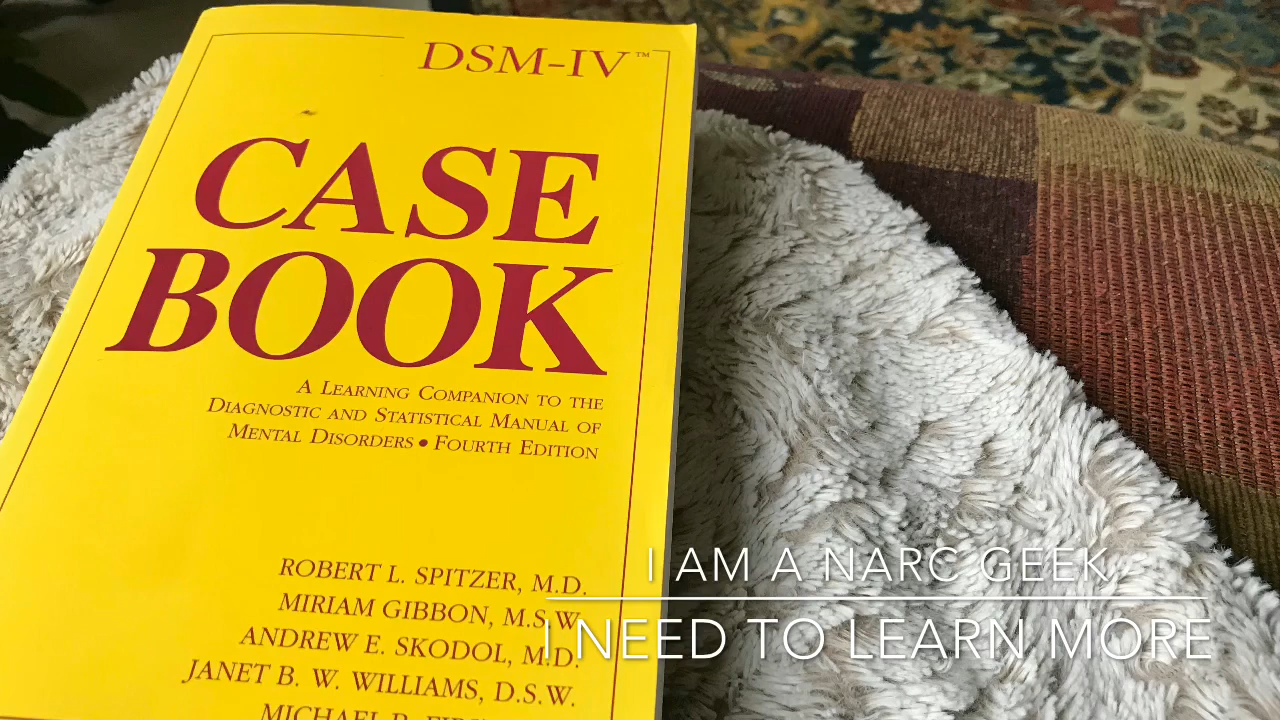 DSM-IV™
CASE
BOOK
A LEARNING COMPANION TO THE
DIAGNOSTIC AND STATISTICAL MANUAL OF
MENTAL DISORDERS • FOURTH EDITION
ROBERT L. SPITZER, M.D.
MIRIAM GIBBON, M.S.W.
ANDREW E. SKODOL, M.D.
JANET B. W. WILLIAMS, D.S.W.
MICHAEL
I AM A NARC GEEK
I NEED TO LEARN MORE